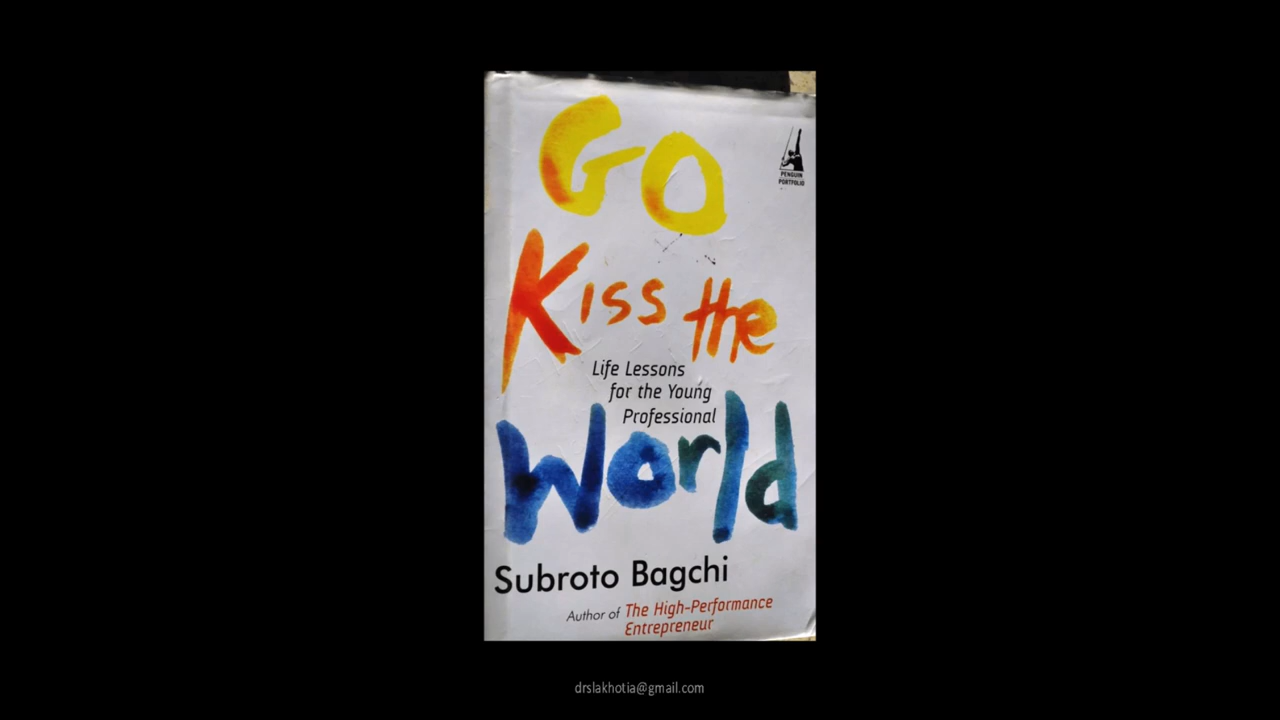 GO
PENGUIN
PORTFOLIO
Kiss the
Life Lessons
for the Young
Professional
World
Subroto Bagchi
Author of The High-Performance
Entrepreneur
drslakhotia@gmail.com